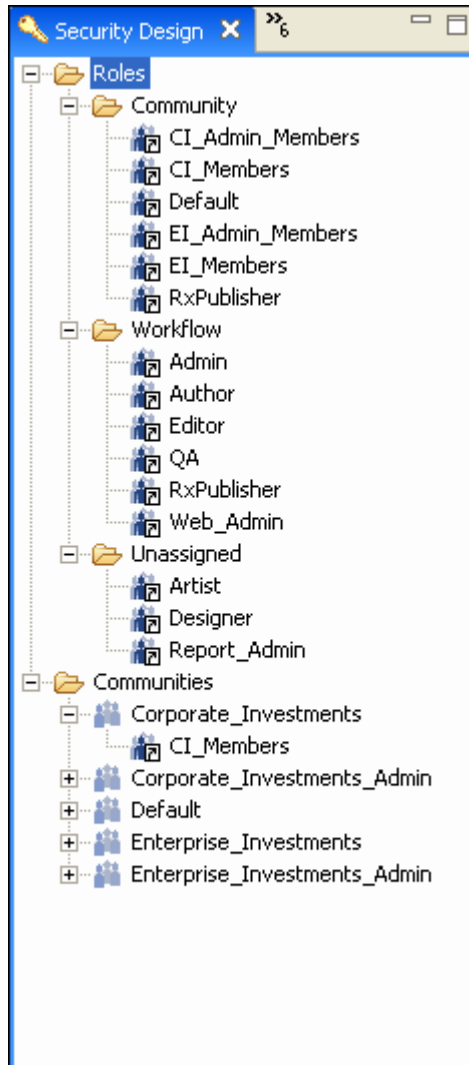 Security Design
»6
Roles
Community
CI_Admin_Members
CI_Members
Default
EI_Admin_Members
EI_Members
RxPublisher
Workflow
Admin
Author
Editor
QA
RxPublisher
Web_Admin
Unassigned
Artist
Designer
Report_Admin
Communities
Corporate_Investments
CI_Members
Corporate_Investments_Admin
Default
Enterprise_Investments
Enterprise_Investments_Admin